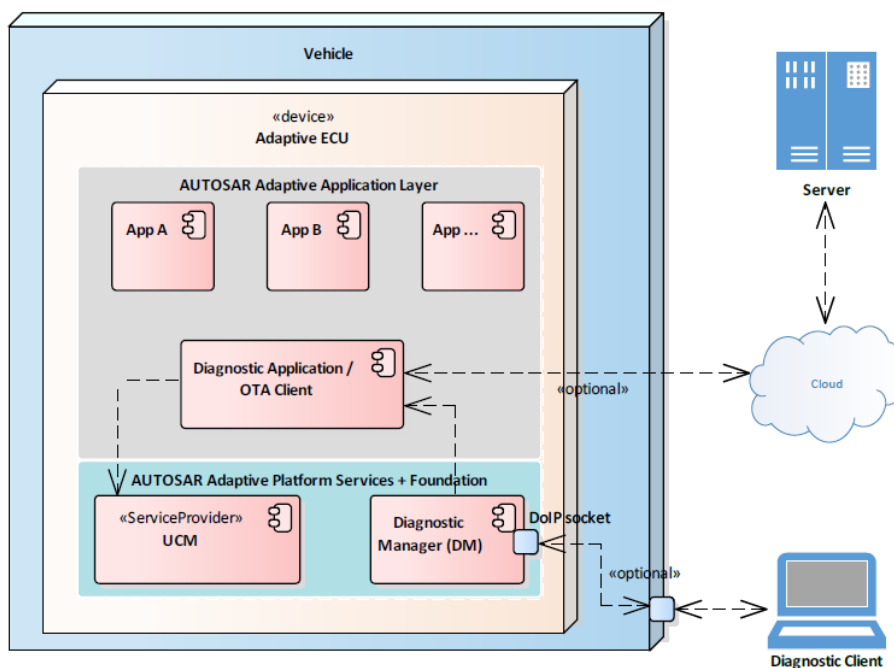 Vehicle
«device»
Adaptive ECU
Server
AUTOSAR Adaptive Application Layer
App A
App B
App ...
Diagnostic Application /
OTA Client
«optional»
Cloud
AUTOSAR Adaptive Platform Services + Foundation
«ServiceProvider»
UCM
Diagnostic
Manager (DM)
DoIP socket
«optional»
Diagnostic Client